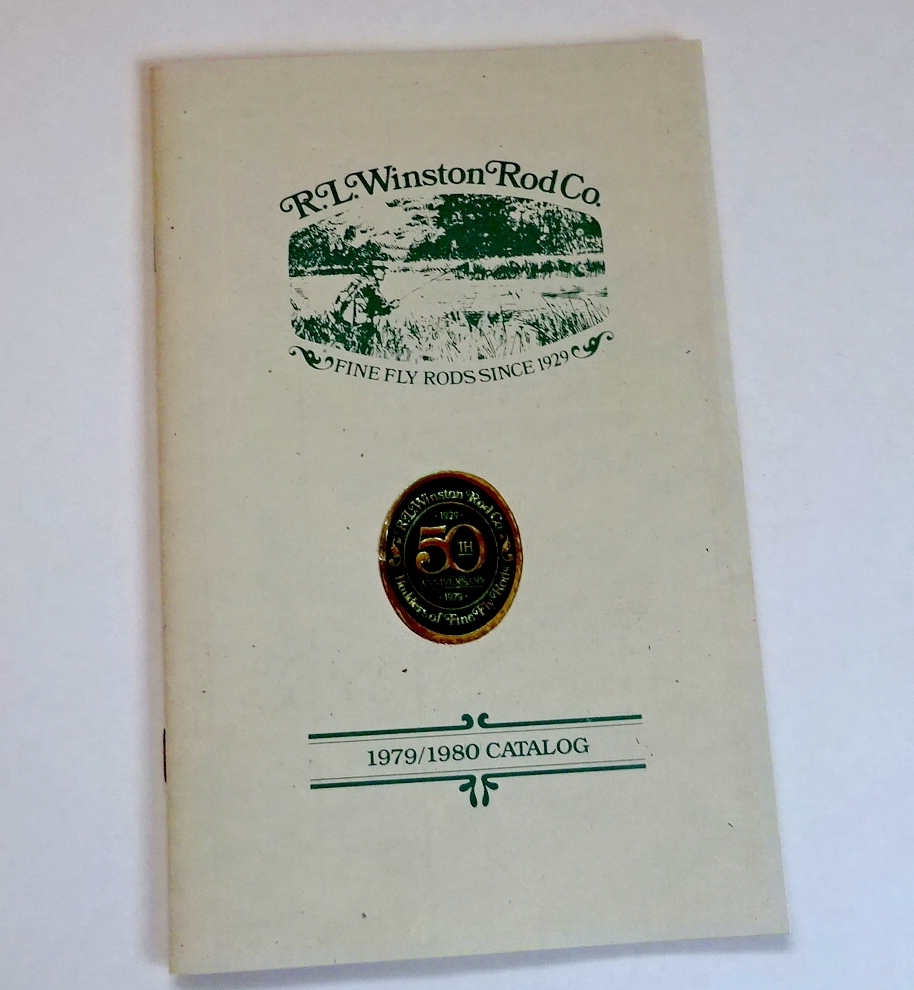 R.L. Winston Rod Co.
FINE FLY RODS SINCE 1929
R.L. Winston Rod Co.
· 1929 ·
50TH
ANNIVERSARY
· 1979 ·
Builders of Fine Fly Rods
1979/1980 CATALOG